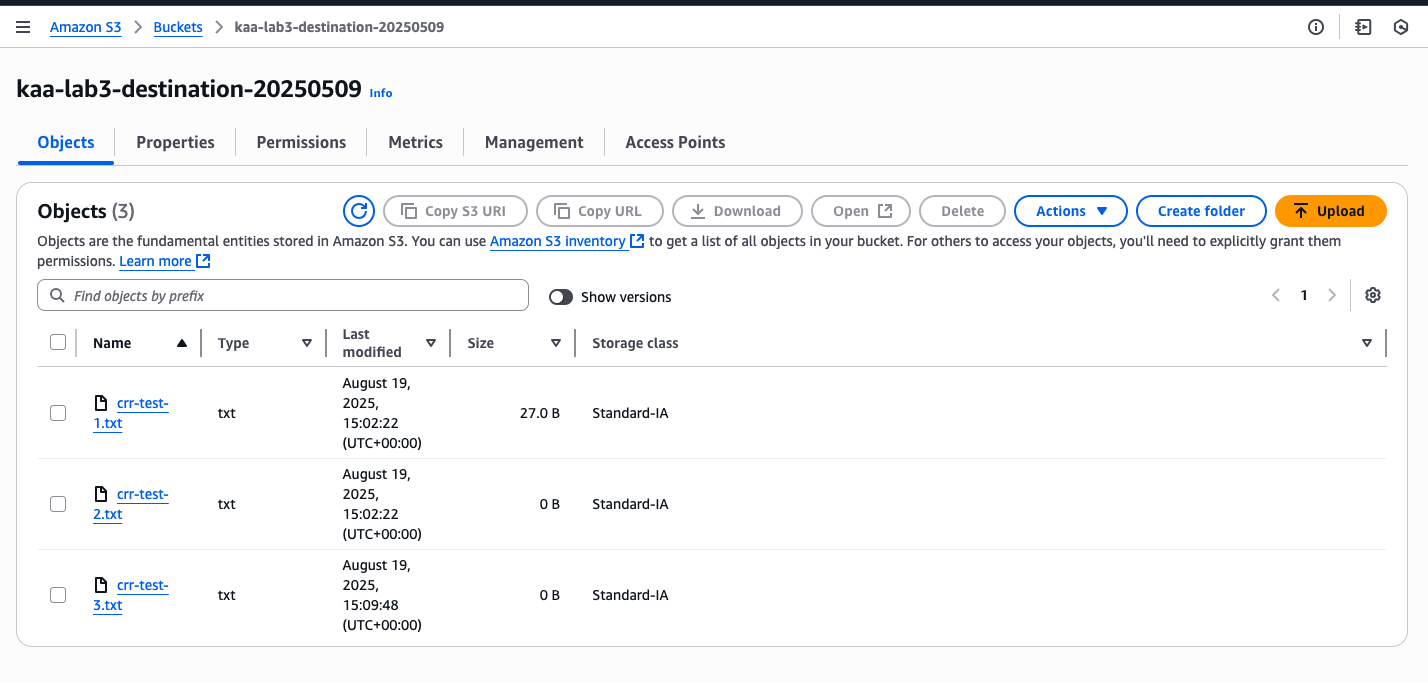 Amazon S3 > Buckets > kaa-lab3-destination-20250509
kaa-lab3-destination-20250509 Info
Objects Properties Permissions Metrics Management Access Points
Objects (3) Copy S3 URI Copy URL Download Open Delete Actions Create folder Upload
Objects are the fundamental entities stored in Amazon S3. You can use Amazon S3 inventory to get a list of all objects in your bucket. For others to access your objects, you'll need to explicitly grant them
permissions. Learn more
Find objects by prefix Show versions 1
Name Type Last modified Size Storage class
crr-test-1.txt txt August 19, 2025, 15:02:22 (UTC+00:00) 27.0 B Standard-IA
crr-test-2.txt txt August 19, 2025, 15:02:22 (UTC+00:00) 0 B Standard-IA
crr-test-3.txt txt August 19, 2025, 15:09:48 (UTC+00:00) 0 B Standard-IA